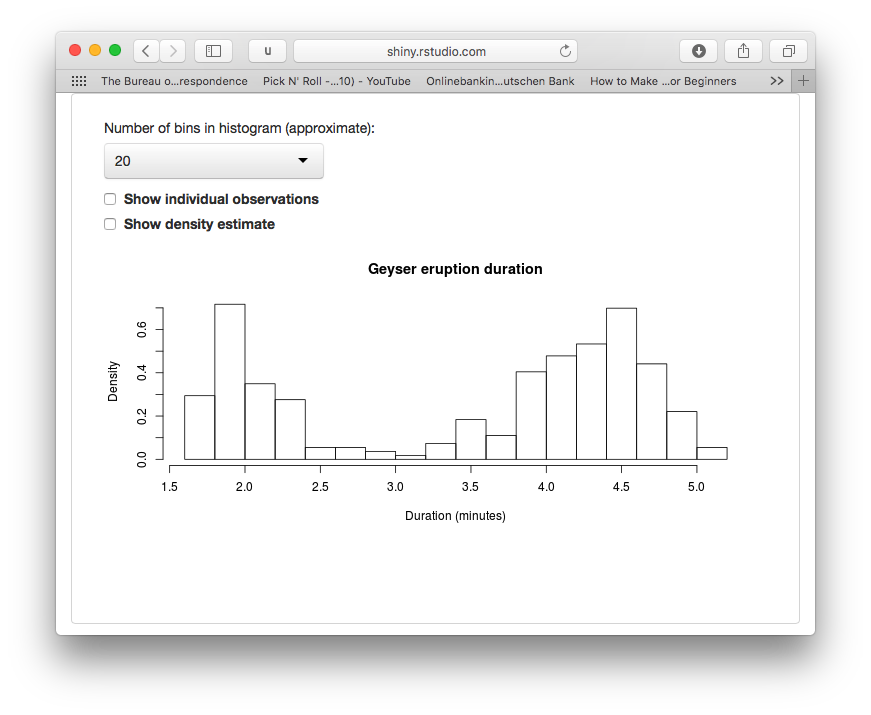 u
shiny.rstudio.com
The Bureau o...respondence Pick N' Roll -...10) - YouTube Onlinebankin...utschen Bank How to Make ...or Beginners >> +
Number of bins in histogram (approximate):
20
Show individual observations
Show density estimate
Geyser eruption duration
Density
0.0 0.2 0.4 0.6
1.5 2.0 2.5 3.0 3.5 4.0 4.5 5.0
Duration (minutes)